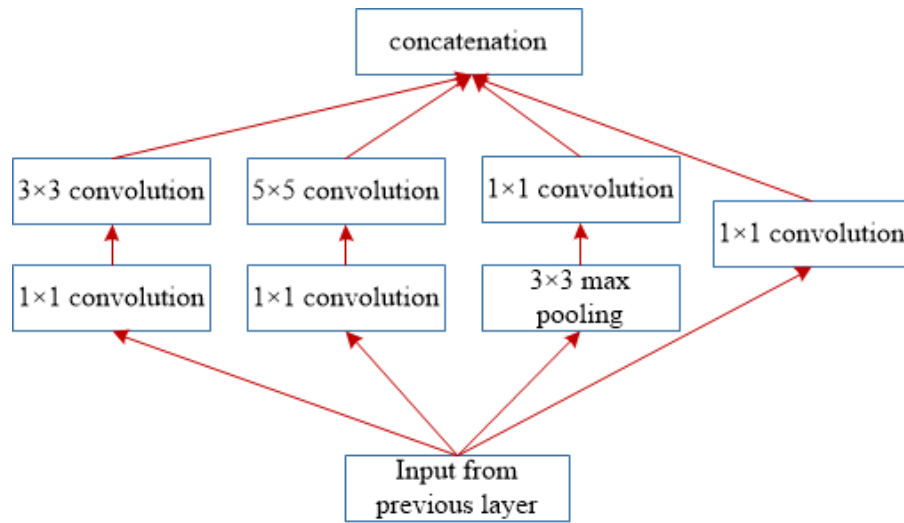 concatenation
3×3 convolution
5×5 convolution
1×1 convolution
1×1 convolution
1×1 convolution
1×1 convolution
3×3 max
pooling
Input from
previous layer